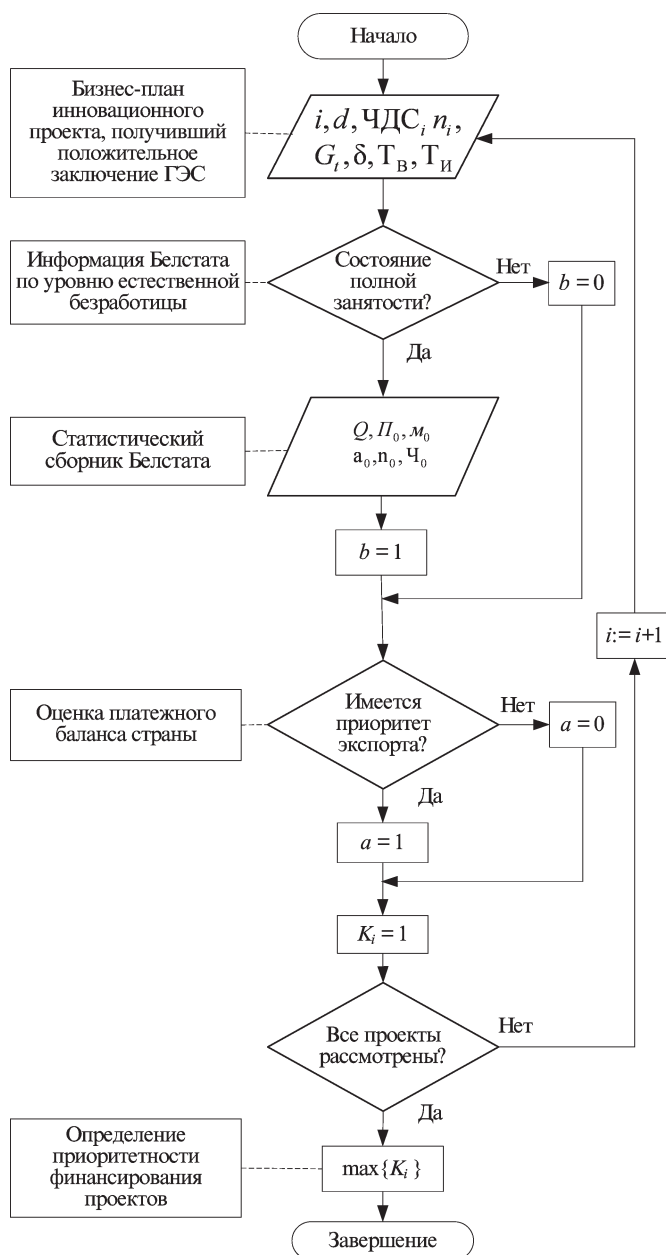 Начало
Бизнес-план
инновационного
проекта, получивший
положительное
заключение ГЭС
i, d, ЧДС_i n_i,
G_t, δ, Т_В, Т_И
Информация Белстата
по уровню естественной
безработицы
Состояние
полной
занятости?
Нет
b = 0
Да
Статистический
сборник Белстата
Q, П_0, м_0
а_0, n_0, Ч_0
b = 1
i:= i+1
Оценка платежного
баланса страны
Имеется
приоритет
экспорта?
Нет
a = 0
Да
a = 1
K_i = 1
Все проекты
рассмотрены?
Нет
Да
Определение
приоритетности
финансирования
проектов
max{K_i}
Завершение